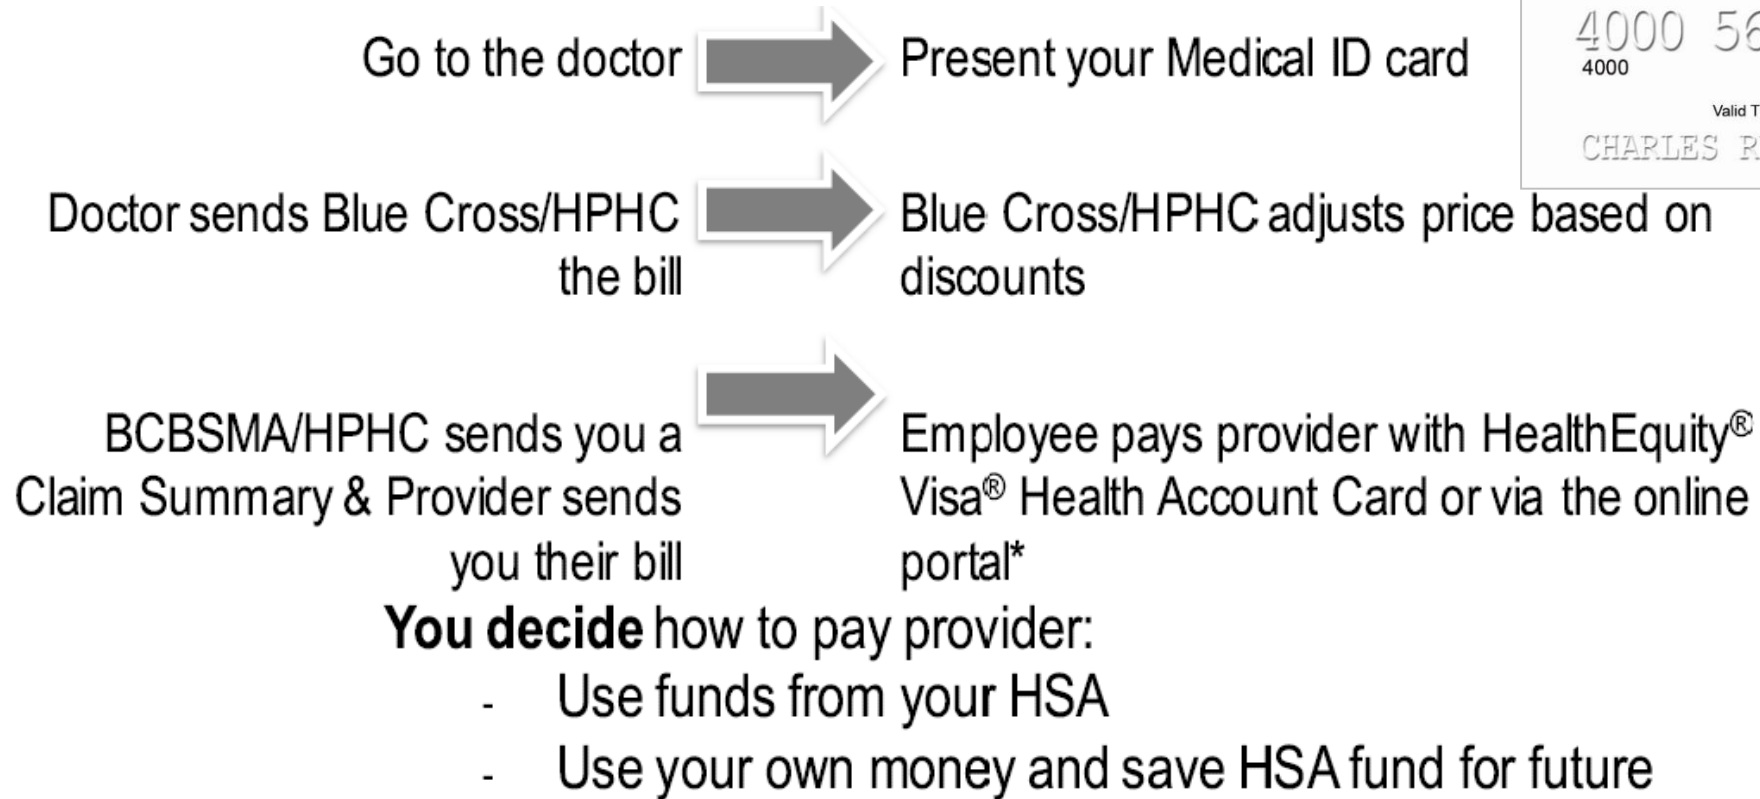 Go to the doctor
Present your Medical ID card
4000 56
4000
Valid T
CHARLES R
Doctor sends Blue Cross/HPHC
the bill
Blue Cross/HPHC adjusts price based on
discounts
BCBSMA/HPHC sends you a
Claim Summary & Provider sends
you their bill
Employee pays provider with HealthEquity®
Visa® Health Account Card or via the online
portal*
You decide how to pay provider:
- Use funds from your HSA
- Use your own money and save HSA fund for future